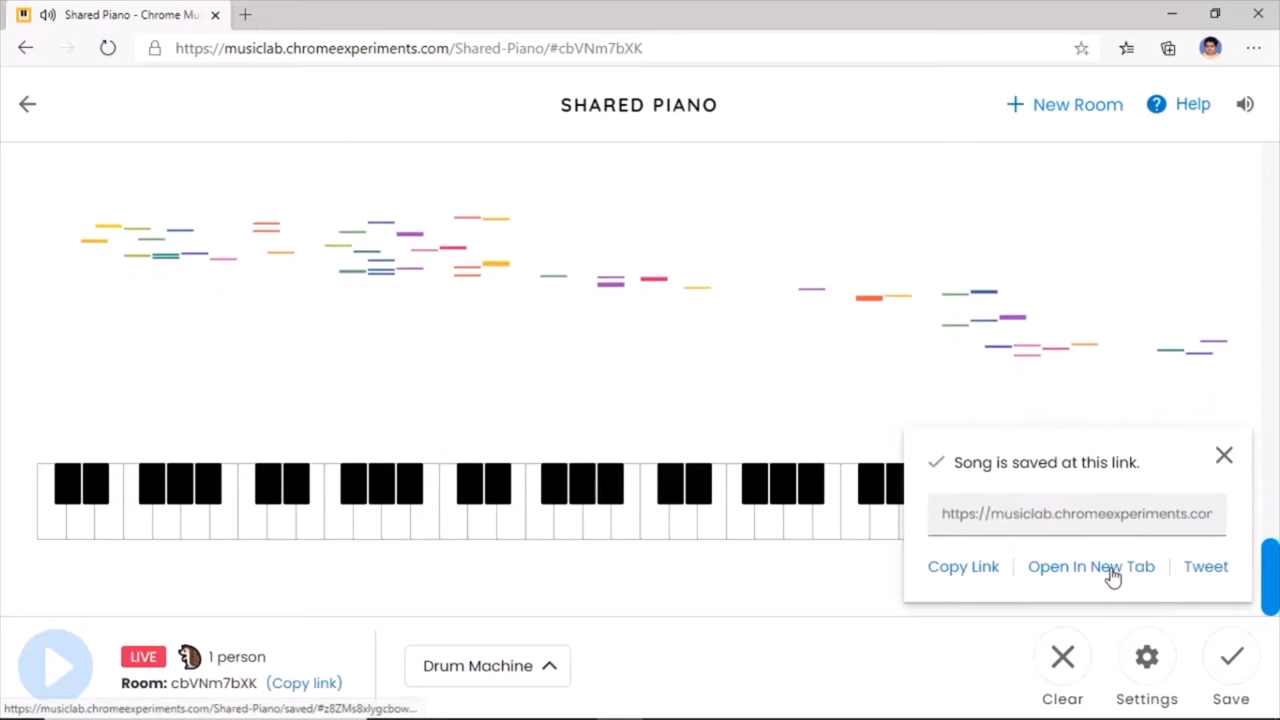 Shared Piano - Chrome Mu
https://musiclab.chromeexperiments.com/Shared-Piano/#cbVNm7bXK
SHARED PIANO
New Room
Help
Song is saved at this link.
https://musiclab.chromeexperiments.cor
Copy Link
Open In New Tab
Tweet
LIVE 1 person
Room: cbVNm7bXK (Copy link)
Drum Machine
Clear
Settings
Save
https://musiclab.chromeexperiments.com/Shared-Piano/saved/#z8ZMs8xlygcbow...